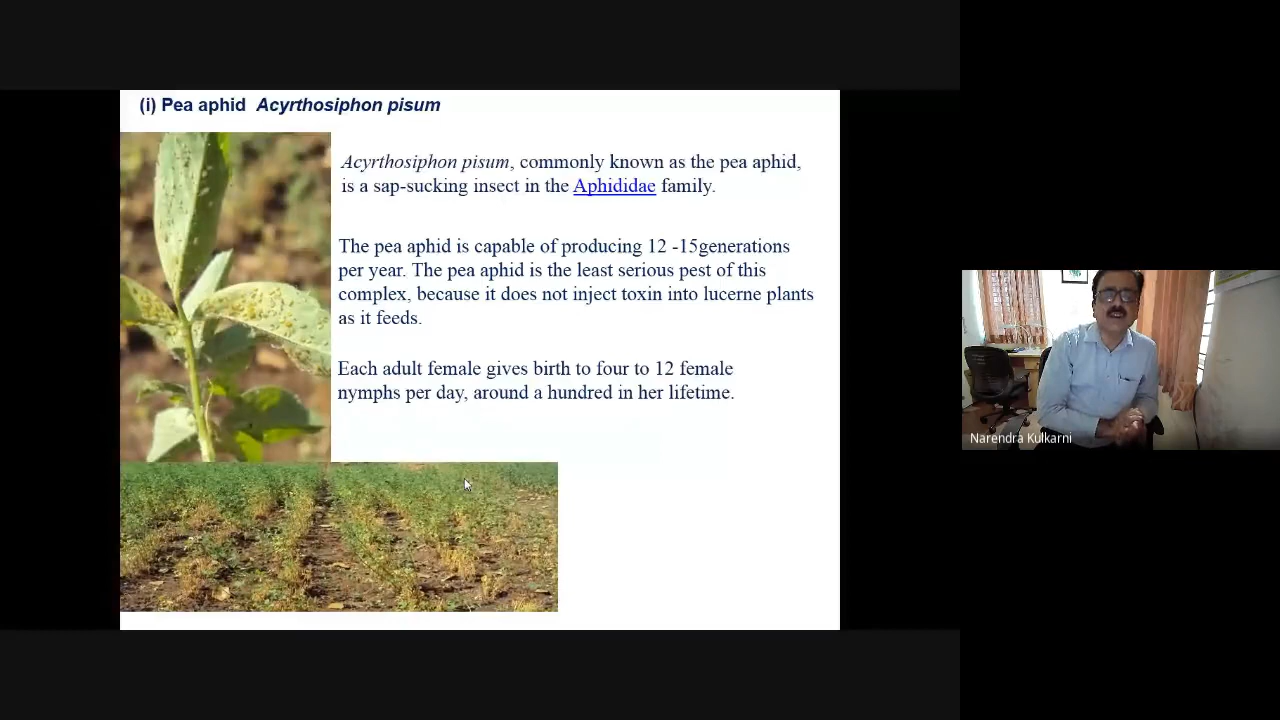 (i) Pea aphid Acyrthosiphon pisum
Acyrthosiphon pisum, commonly known as the pea aphid,
is a sap-sucking insect in the Aphididae family.
The pea aphid is capable of producing 12 -15generations
per year. The pea aphid is the least serious pest of this
complex, because it does not inject toxin into lucerne plants
as it feeds.
Each adult female gives birth to four to 12 female
nymphs per day, around a hundred in her lifetime.
Narendra Kulkarni